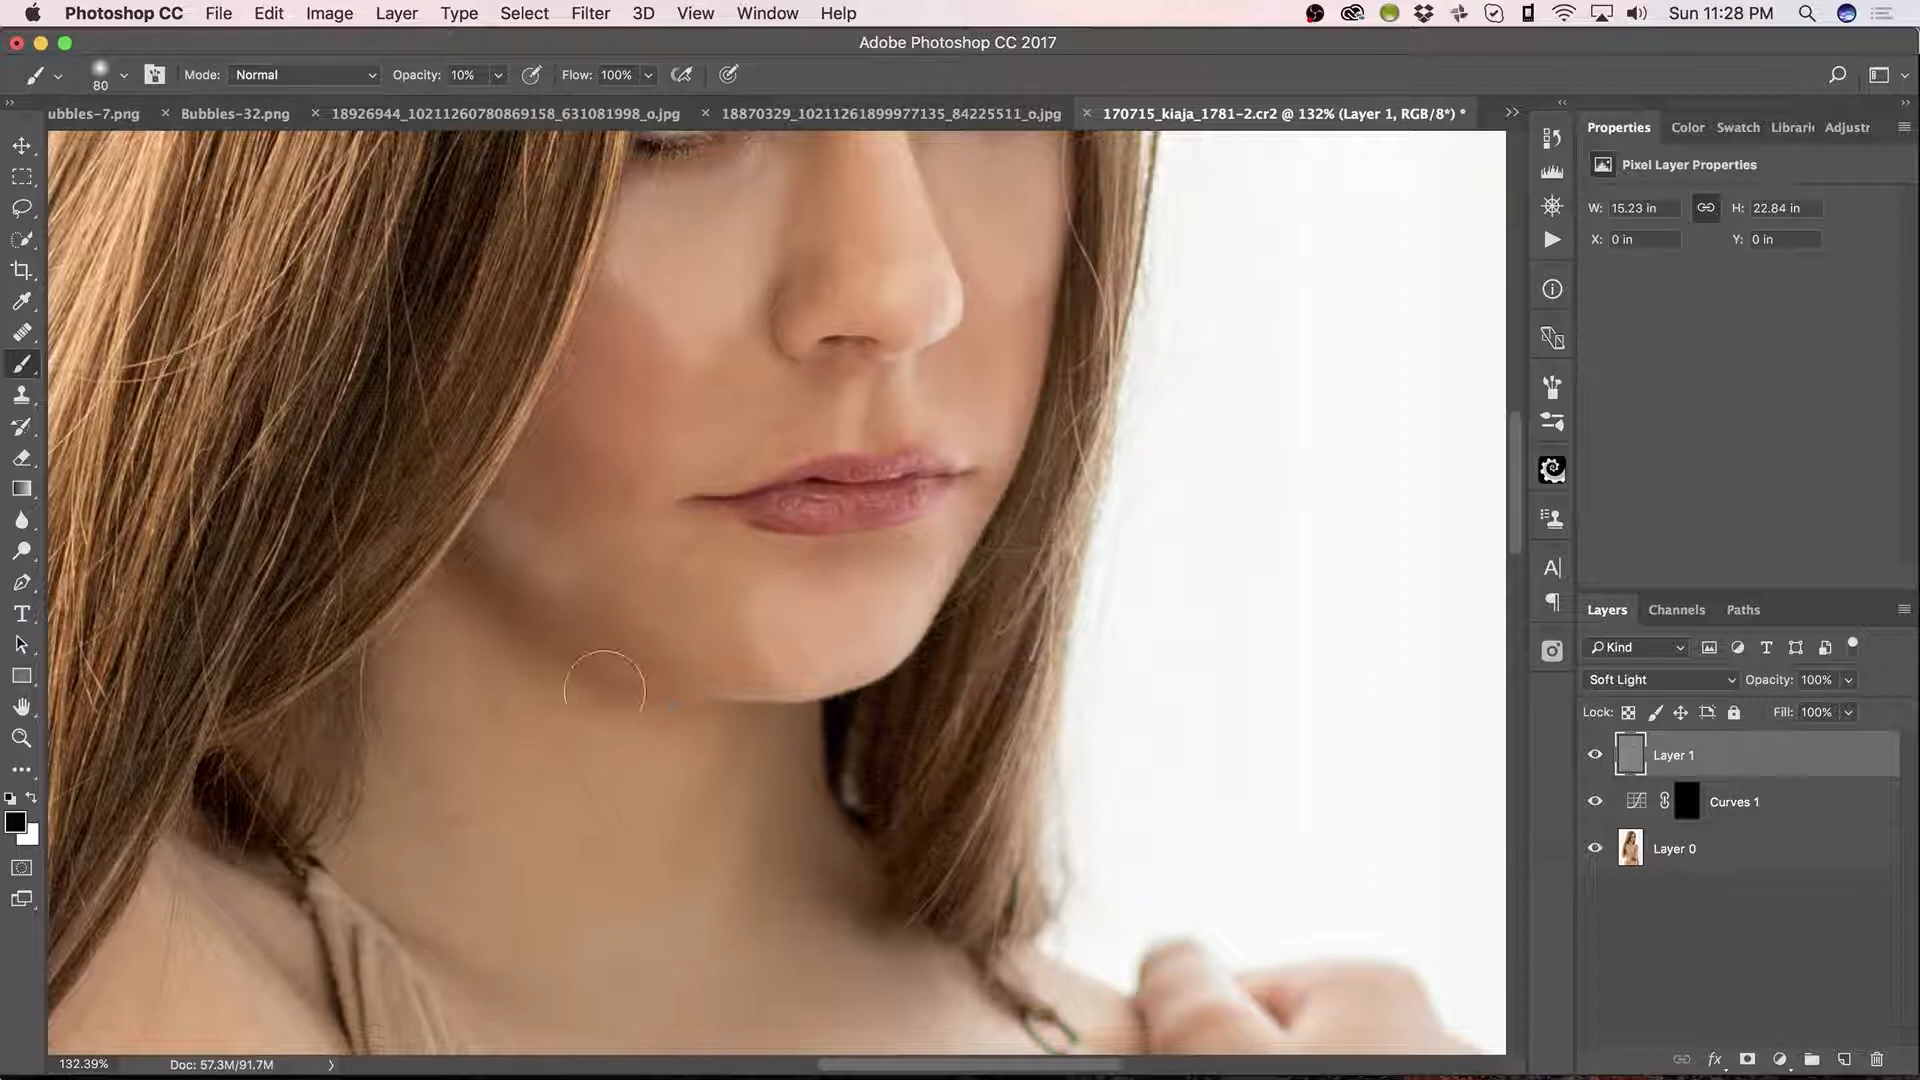 Photoshop CC File Edit Image Layer Type Select Filter 3D View Window Help Sun 11:28 PM
Adobe Photoshop CC 2017
80 Mode: Normal Opacity: 10% Flow: 100%
ubbles-7.png × Bubbles-32.png × 18926944_10211260780869158_631081998_o.jpg × 18870329_10211261899977135_84225511_o.jpg × 170715_kiaja_1781-2.cr2 @ 132% (Layer 1, RGB/8*) *
Properties Color Swatch Librari Adjustr
Pixel Layer Properties
W: 15.23 in H: 22.84 in
X: 0 in Y: 0 in
Layers Channels Paths
Kind
Soft Light Opacity: 100%
Lock: Fill: 100%
Layer 1
Curves 1
Layer 0
fx
132.39% Doc: 57.3M/91.7M